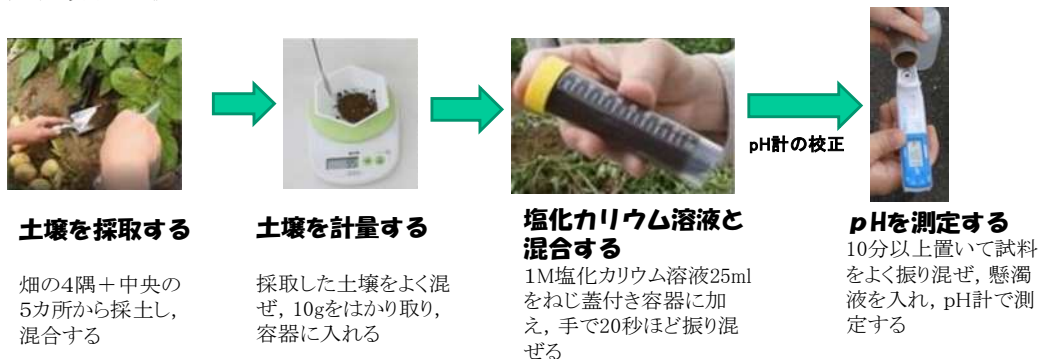 土壌を採取する
畑の4隅+中央の
5カ所から採土し,
混合する
土壌を計量する
採取した土壌をよく混
ぜ, 10gをはかり取り,
容器に入れる
塩化カリウム溶液と
混合する
1M塩化カリウム溶液25ml
をねじ蓋付き容器に加
え, 手で20秒ほど振り混
ぜる
pH計の校正
pHを測定する
10分以上置いて試料
をよく振り混ぜ, 懸濁
液を入れ, pH計で測
定する